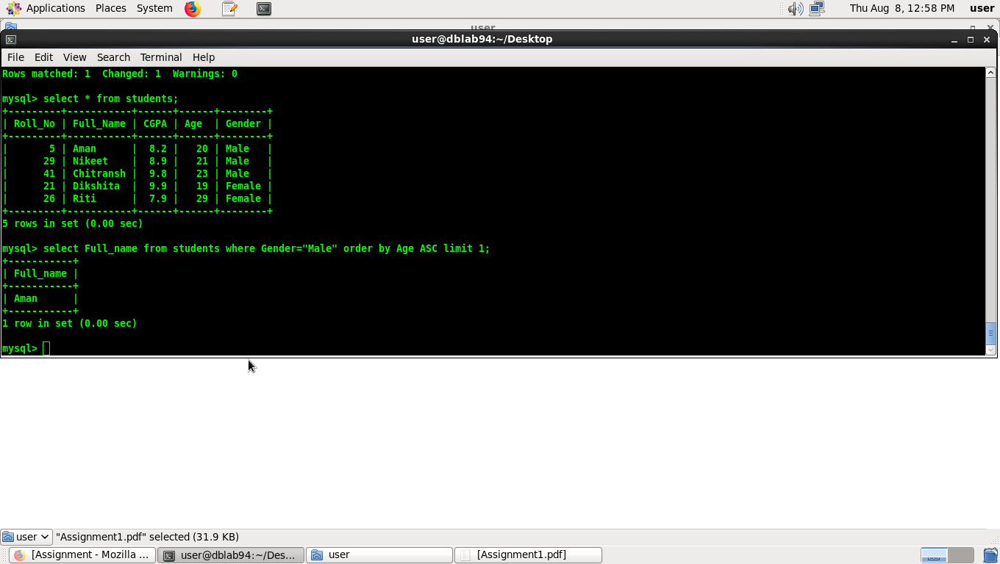 Applications Places System Thu Aug 8, 12:58 PM user
user
user@dblab94:~/Desktop
File Edit View Search Terminal Help
Rows matched: 1  Changed: 1  Warnings: 0
mysql> select * from students;
+---------+-----------+------+------+--------+
| Roll_No | Full_Name | CGPA | Age  | Gender |
+---------+-----------+------+------+--------+
|       5 | Aman      |  8.2 |   20 | Male   |
|      29 | Nikeet    |  8.9 |   21 | Male   |
|      41 | Chitransh |  9.8 |   23 | Male   |
|      21 | Dikshita  |  9.9 |   19 | Female |
|      26 | Riti      |  7.9 |   29 | Female |
+---------+-----------+------+------+--------+
5 rows in set (0.00 sec)
mysql> select Full_name from students where Gender="Male" order by Age ASC limit 1;
+-----------+
| Full_name |
+-----------+
| Aman      |
+-----------+
1 row in set (0.00 sec)
mysql>
user "Assignment1.pdf" selected (31.9 KB)
[Assignment - Mozilla ... user@dblab94:~/Des... user [Assignment1.pdf]